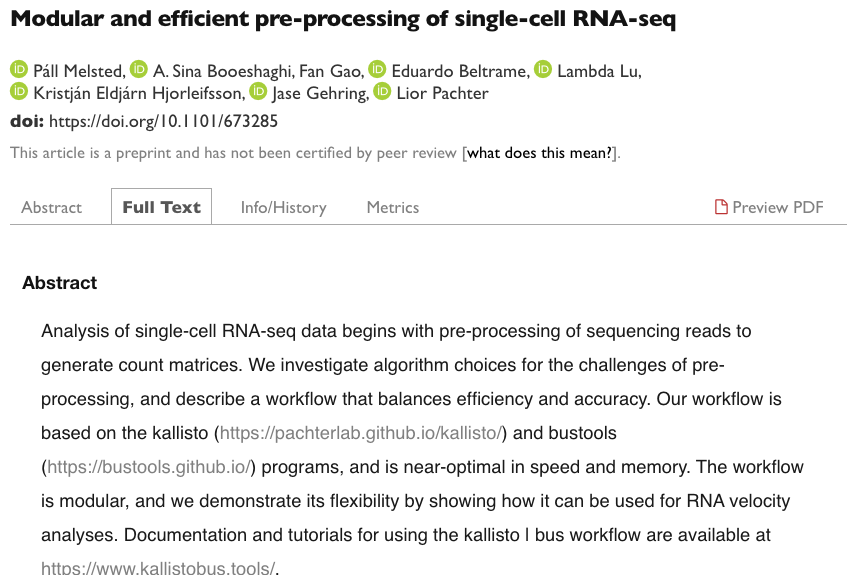 Modular and efficient pre-processing of single-cell RNA-seq
iD Páll Melsted, iD A. Sina Booeshaghi, Fan Gao, iD Eduardo Beltrame, iD Lambda Lu,
iD Kristján Eldjárn Hjorleifsson, iD Jase Gehring, iD Lior Pachter
doi: https://doi.org/10.1101/673285
This article is a preprint and has not been certified by peer review [what does this mean?].
Abstract Full Text Info/History Metrics Preview PDF
Abstract
Analysis of single-cell RNA-seq data begins with pre-processing of sequencing reads to
generate count matrices. We investigate algorithm choices for the challenges of pre-
processing, and describe a workflow that balances efficiency and accuracy. Our workflow is
based on the kallisto (https://pachterlab.github.io/kallisto/) and bustools
(https://bustools.github.io/) programs, and is near-optimal in speed and memory. The workflow
is modular, and we demonstrate its flexibility by showing how it can be used for RNA velocity
analyses. Documentation and tutorials for using the kallisto | bus workflow are available at
https://www.kallistobus.tools/.